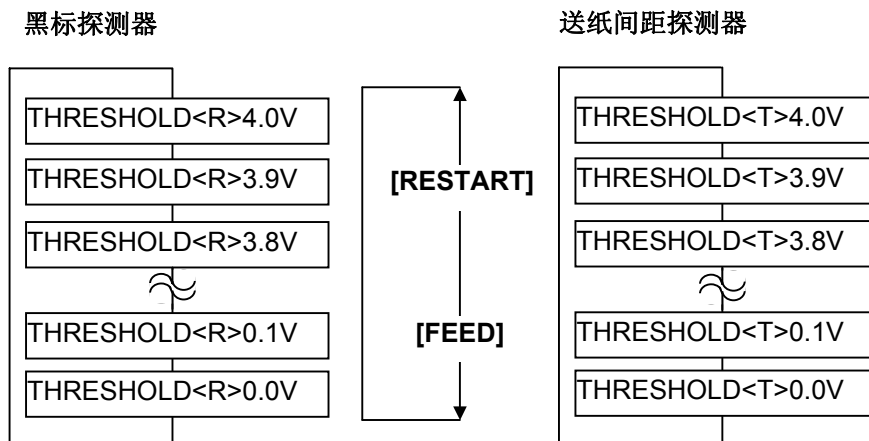 黑标探测器
THRESHOLD<R>4.0V
THRESHOLD<R>3.9V
THRESHOLD<R>3.8V
THRESHOLD<R>0.1V
THRESHOLD<R>0.0V
[RESTART]
[FEED]
送纸间距探测器
THRESHOLD<T>4.0V
THRESHOLD<T>3.9V
THRESHOLD<T>3.8V
THRESHOLD<T>0.1V
THRESHOLD<T>0.0V